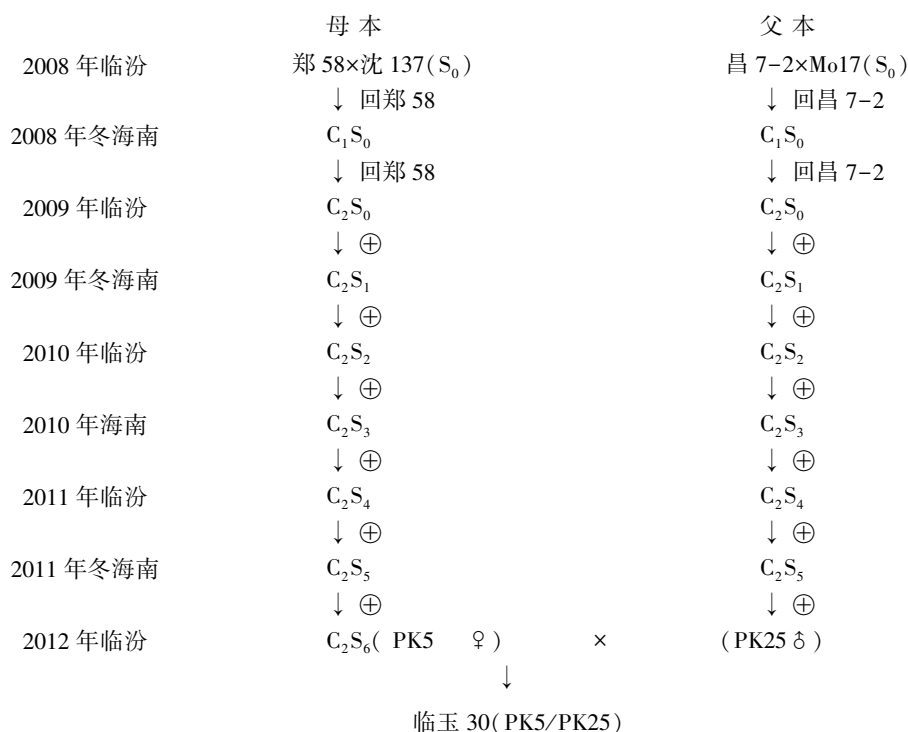 母 本 父 本
2008 年临汾 郑 58×沈 137(S₀) 昌 7-2×Mo17(S₀)
↓ 回郑 58 ↓ 回昌 7-2
2008 年冬海南 C₁S₀ C₁S₀
↓ 回郑 58 ↓ 回昌 7-2
2009 年临汾 C₂S₀ C₂S₀
↓ ⊕ ↓ ⊕
2009 年冬海南 C₂S₁ C₂S₁
↓ ⊕ ↓ ⊕
2010 年临汾 C₂S₂ C₂S₂
↓ ⊕ ↓ ⊕
2010 年海南 C₂S₃ C₂S₃
↓ ⊕ ↓ ⊕
2011 年临汾 C₂S₄ C₂S₄
↓ ⊕ ↓ ⊕
2011 年冬海南 C₂S₅ C₂S₅
↓ ⊕ ↓ ⊕
2012 年临汾 C₂S₆( PK5 ♀ ) × (PK25♂)
↓
临玉 30(PK5/PK25)